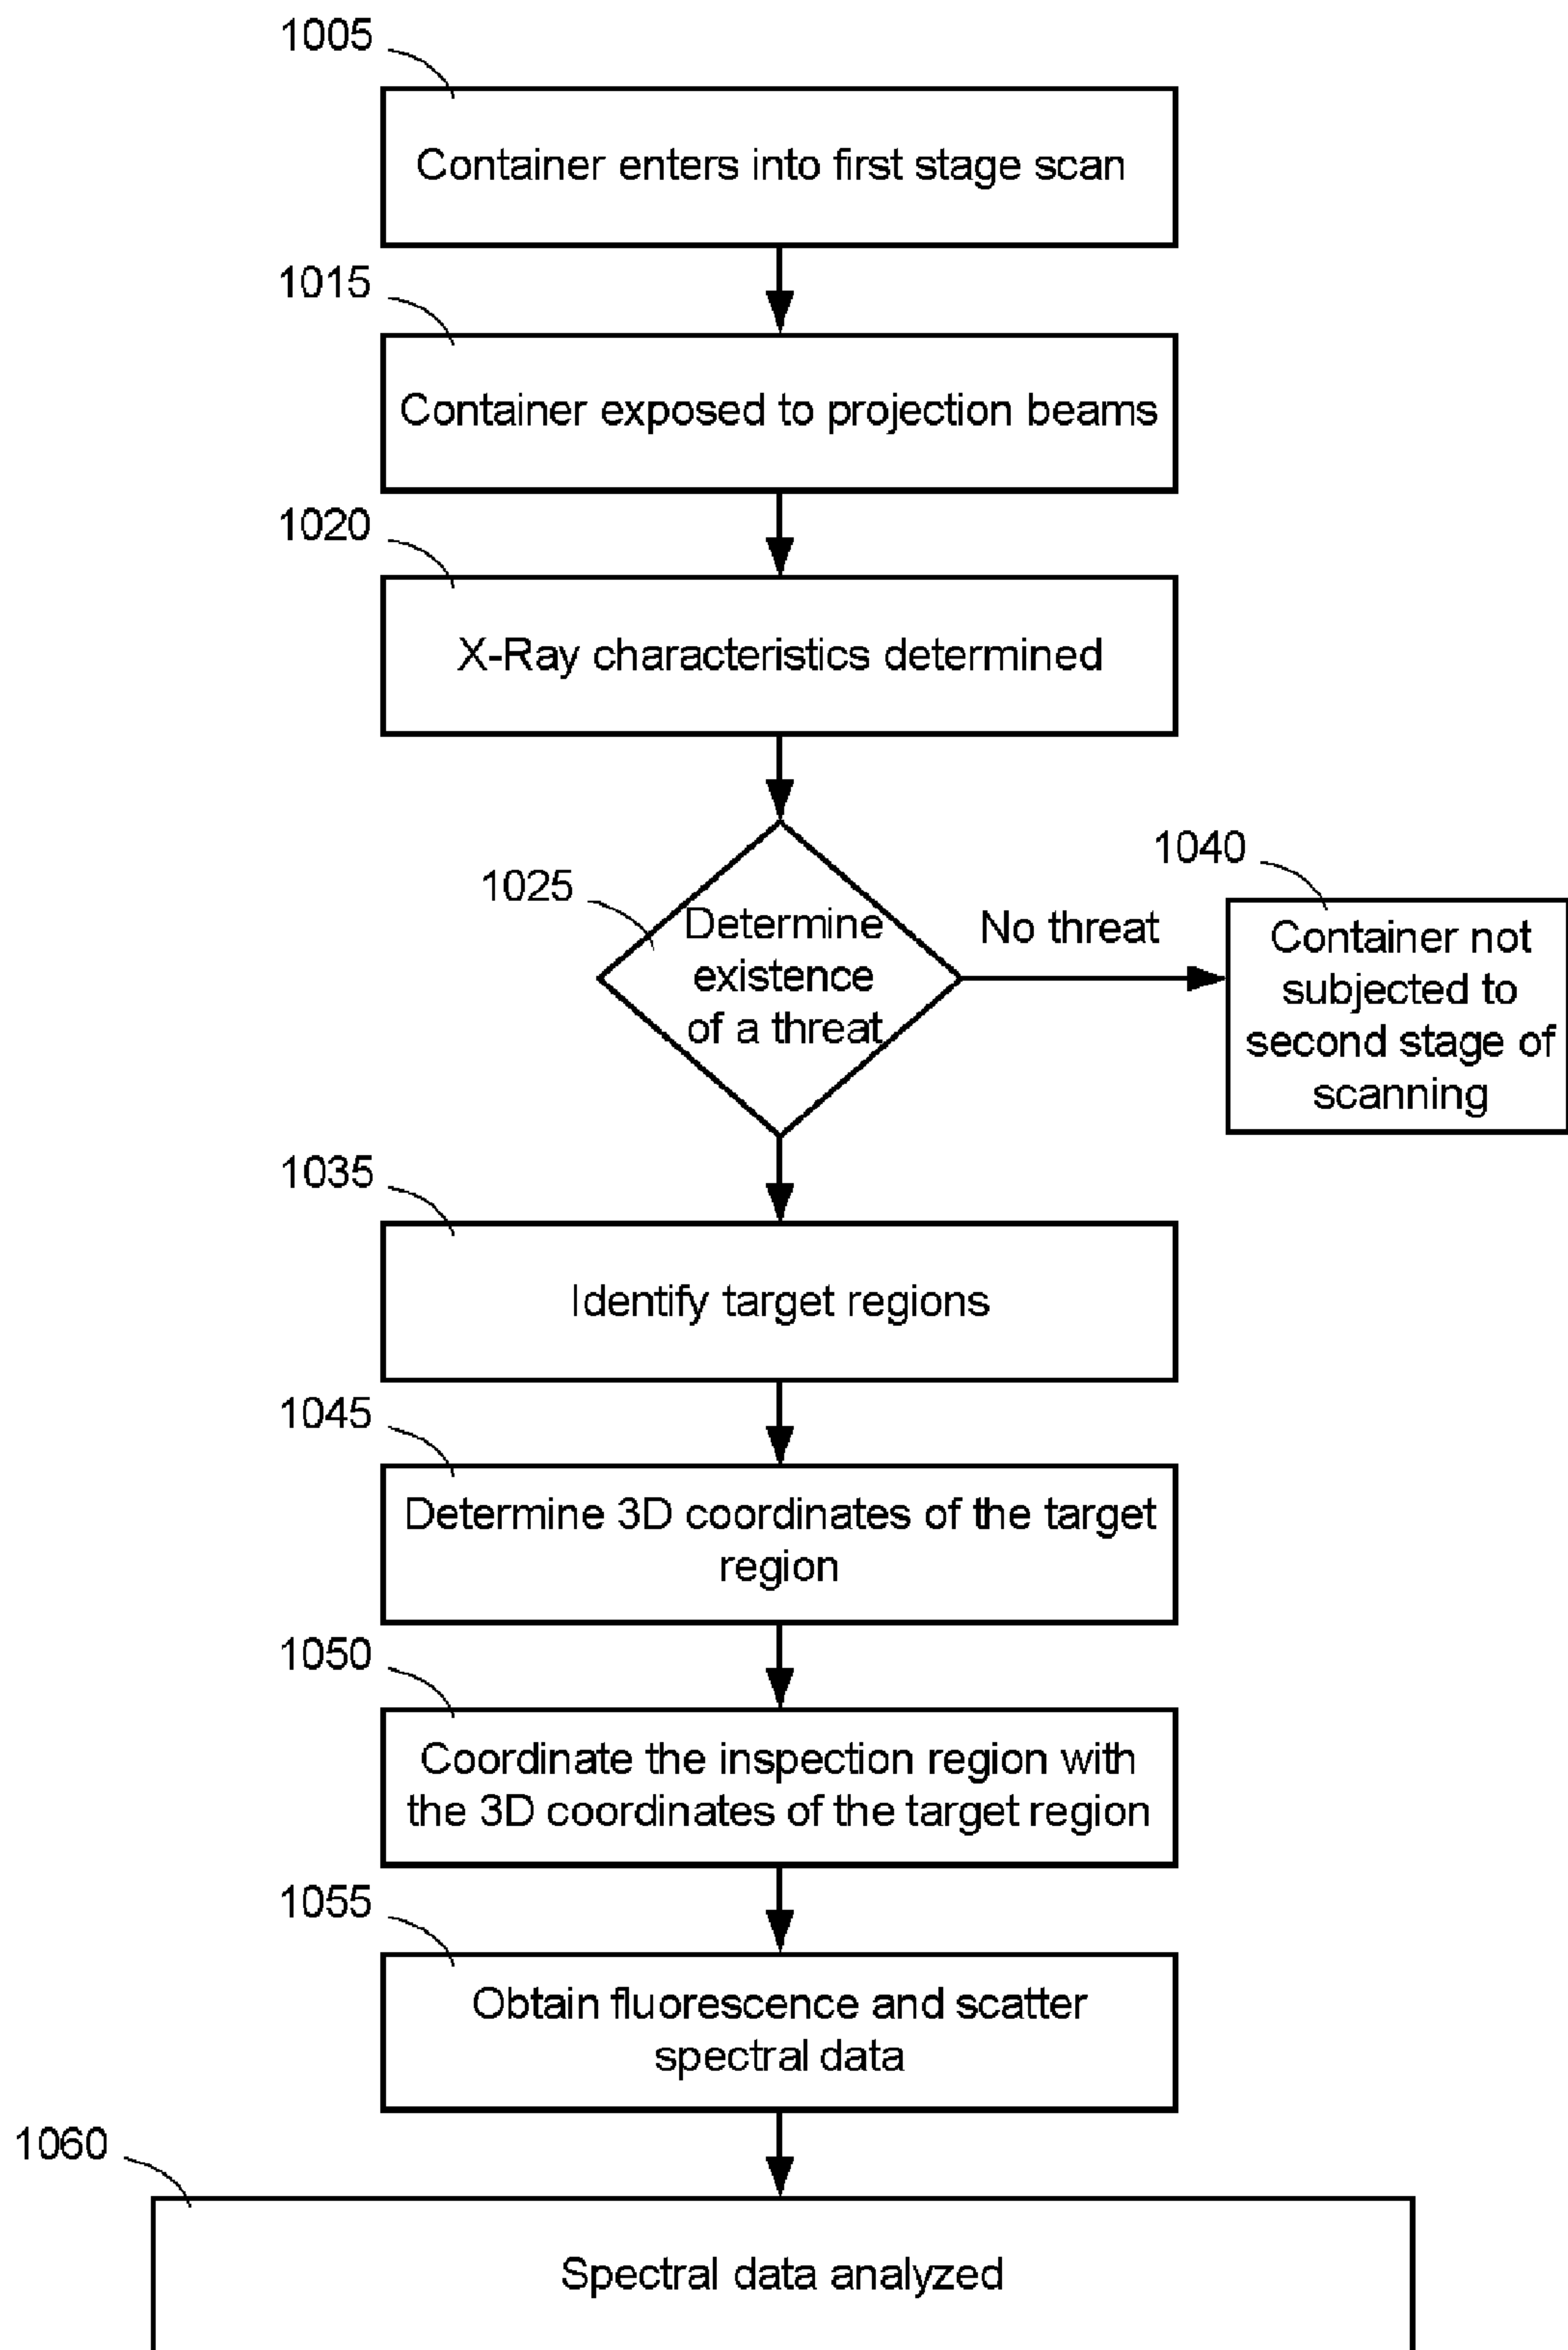 1005
Container enters into first stage scan
1015
Container exposed to projection beams
1020
X-Ray characteristics determined
1025
Determine
existence
of a threat
No threat
1040
Container not
subjected to
second stage of
scanning
1035
Identify target regions
1045
Determine 3D coordinates of the target
region
1050
Coordinate the inspection region with
the 3D coordinates of the target region
1055
Obtain fluorescence and scatter
spectral data
1060
Spectral data analyzed